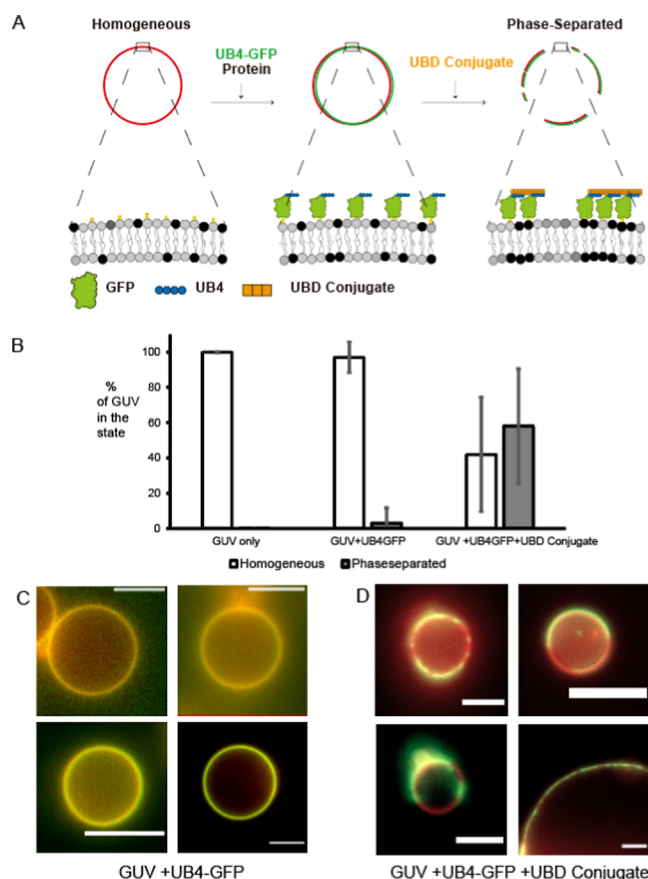 A
Homogeneous
UB4-GFP
Protein
UBD Conjugate
Phase-Separated
GFP
UB4
UBD Conjugate
B
%
of GUV
in the
state
100
80
60
40
20
0
GUV only
GUV+UB4GFP
GUV +UB4GFP+UBD Conjugate
Homogeneous
Phaseseparated
C
D
GUV +UB4-GFP
GUV +UB4-GFP +UBD Conjugate